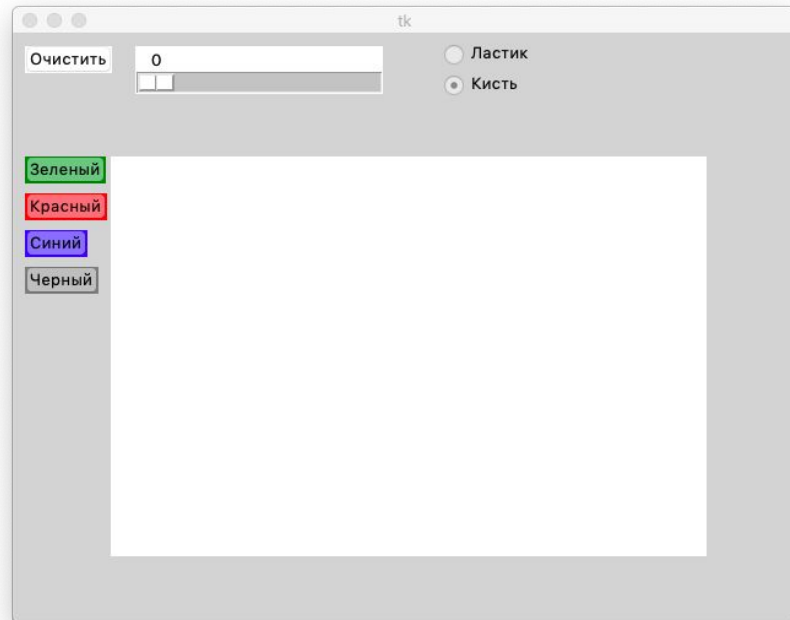 tk
Очистить
0
Ластик
Кисть
Зеленый
Красный
Синий
Черный